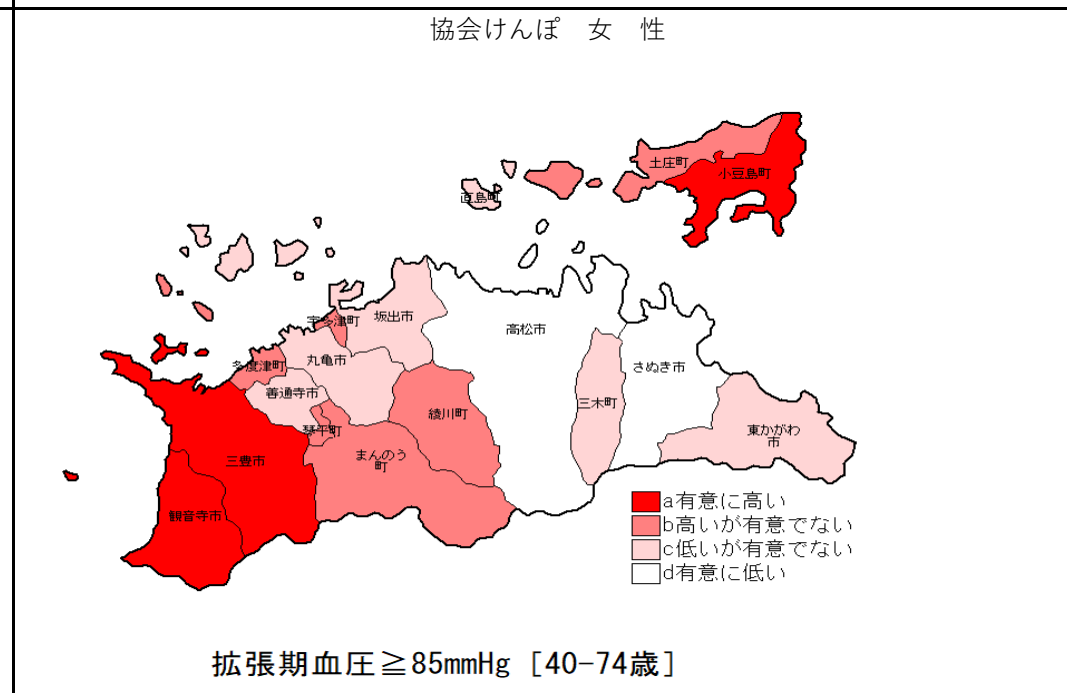 協会けんぽ　女　性
土庄町
小豆島町
直島町
宇多津町
坂出市
高松市
多度津町
丸亀市
さぬき市
善通寺市
三木町
綾川町
琴平町
東かがわ
市
まんのう
町
三豊市
観音寺市
a有意に高い
b高いが有意でない
c低いが有意でない
d有意に低い
拡張期血圧≧85mmHg［40-74歳］